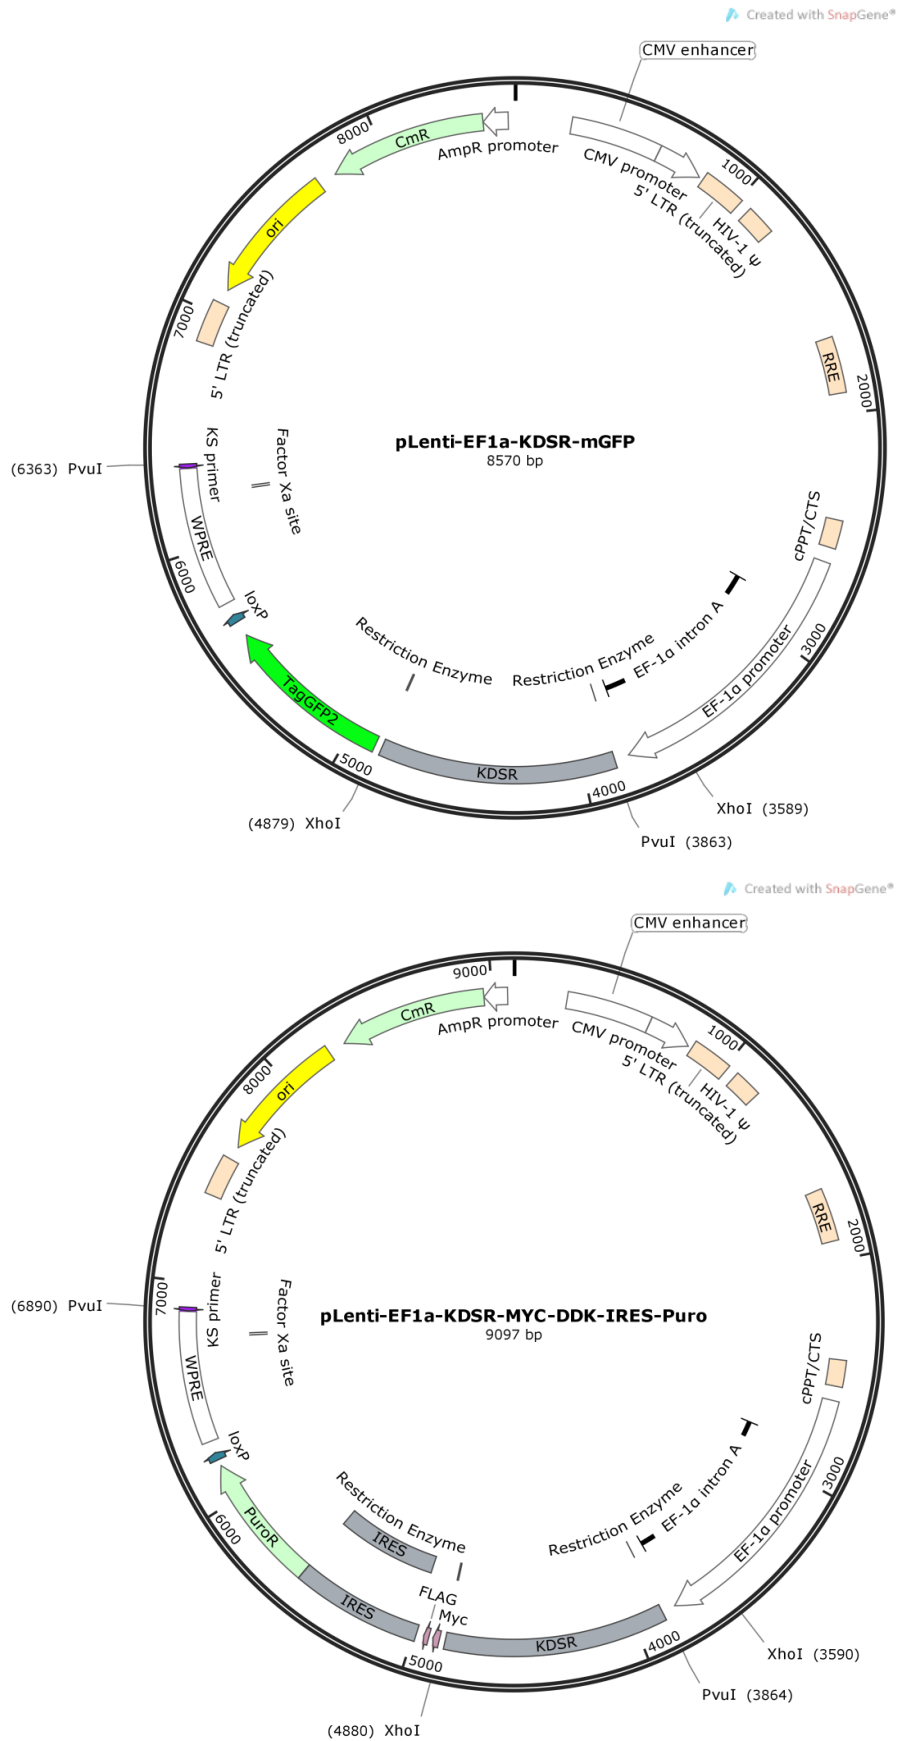 Created with SnapGene®
CMV enhancer
8000
CmR
AmpR promoter
CMV promoter
1000
5' LTR (truncated)
HIV-1 Ψ
ori
7000
5' LTR (truncated)
RRE
2000
pLenti-EF1a-KDSR-mGFP
8570 bp
(6363) PvuI
KS primer
Factor Xa site
WPRE
cPPT/CTS
6000
loxP
Restriction Enzyme
Restriction Enzyme
EF-1α intron A
EF-1α promoter
3000
TagGFP2
5000
KDSR
4000
(4879) XhoI
XhoI (3589)
PvuI (3863)
Created with SnapGene®
CMV enhancer
9000
CmR
AmpR promoter
CMV promoter
1000
5' LTR (truncated)
HIV-1 Ψ
8000
ori
5' LTR (truncated)
RRE
2000
(6890) PvuI
7000
KS primer
Factor Xa site
pLenti-EF1a-KDSR-MYC-DDK-IRES-Puro
9097 bp
WPRE
cPPT/CTS
loxP
Restriction Enzyme
Restriction Enzyme
EF-1α intron A
EF-1α promoter
3000
6000
PuroR
IRES
IRES
FLAG
Myc
KDSR
5000
4000
XhoI (3590)
PvuI (3864)
(4880) XhoI